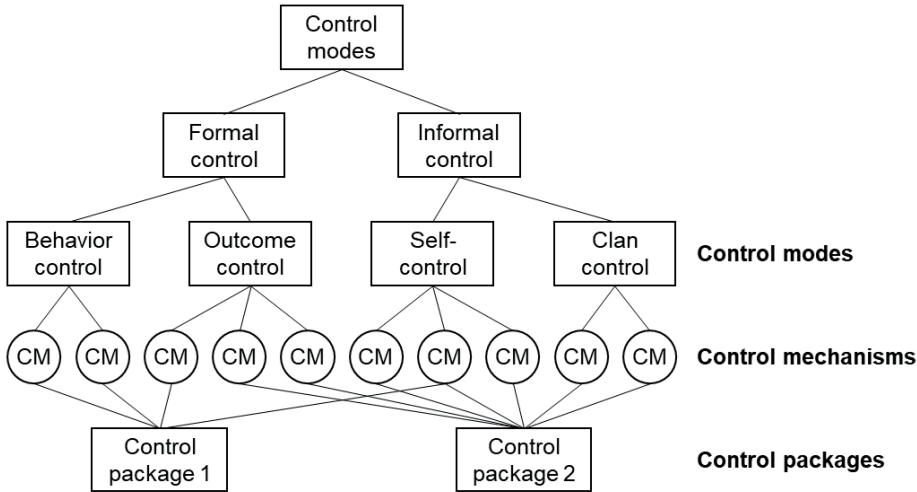 Control
modes
Formal
control
Informal
control
Behavior
control
Outcome
control
Self-
control
Clan
control
Control modes
CM
CM
CM
CM
CM
CM
CM
CM
CM
CM
Control mechanisms
Control
package 1
Control
package 2
Control packages